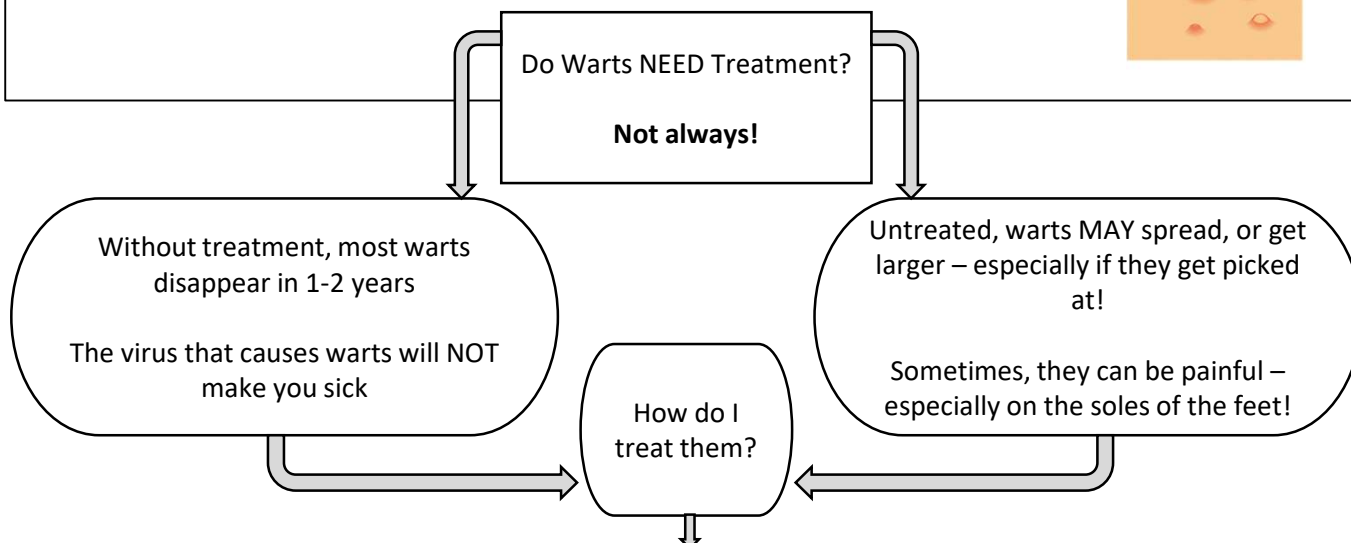 Do Warts NEED Treatment?
Not always!
Without treatment, most warts
disappear in 1-2 years
The virus that causes warts will NOT
make you sick
Untreated, warts MAY spread, or get
larger – especially if they get picked
at!
Sometimes, they can be painful –
especially on the soles of the feet!
How do I
treat them?